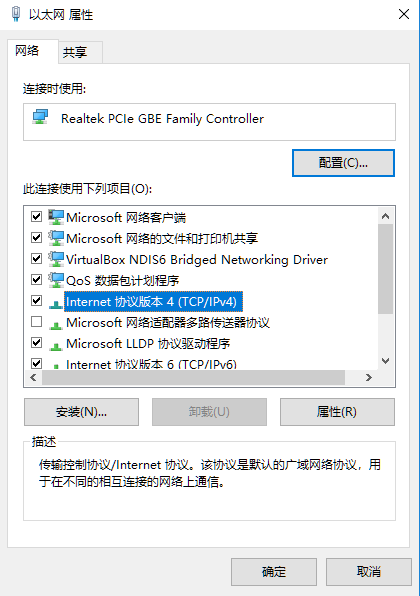 以太网 属性
网络
共享
连接时使用:
Realtek PCIe GBE Family Controller
配置(C)...
此连接使用下列项目(O):
Microsoft 网络客户端
Microsoft 网络的文件和打印机共享
VirtualBox NDIS6 Bridged Networking Driver
QoS 数据包计划程序
Internet 协议版本 4 (TCP/IPv4)
Microsoft 网络适配器多路传送器协议
Microsoft LLDP 协议驱动程序
Internet 协议版本 6 (TCP/IPv6)
安装(N)...
卸载(U)
属性(R)
描述
传输控制协议/Internet 协议。该协议是默认的广域网络协议，用
于在不同的相互连接的网络上通信。
确定
取消